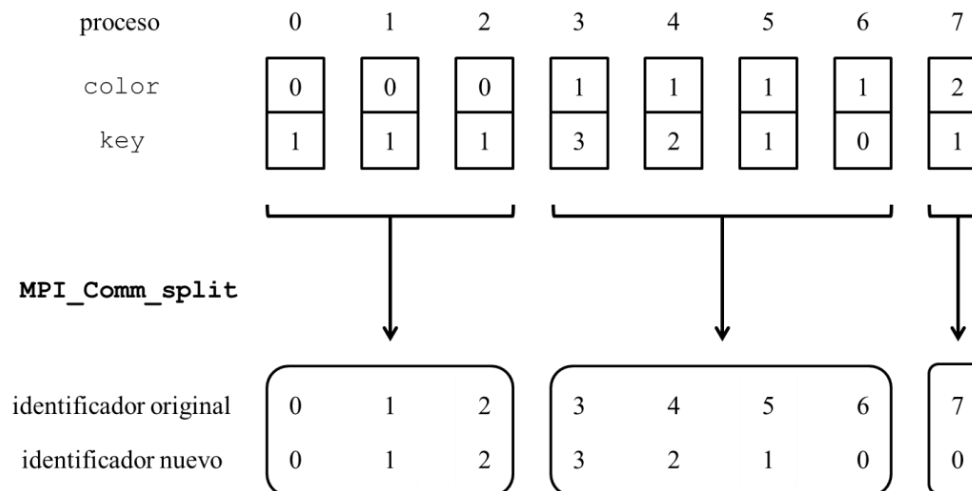 proceso 0 1 2 3 4 5 6 7
color 0 0 0 1 1 1 1 2
key 1 1 1 3 2 1 0 1
MPI_Comm_split
identificador original 0 1 2 3 4 5 6 7
identificador nuevo 0 1 2 3 2 1 0 0